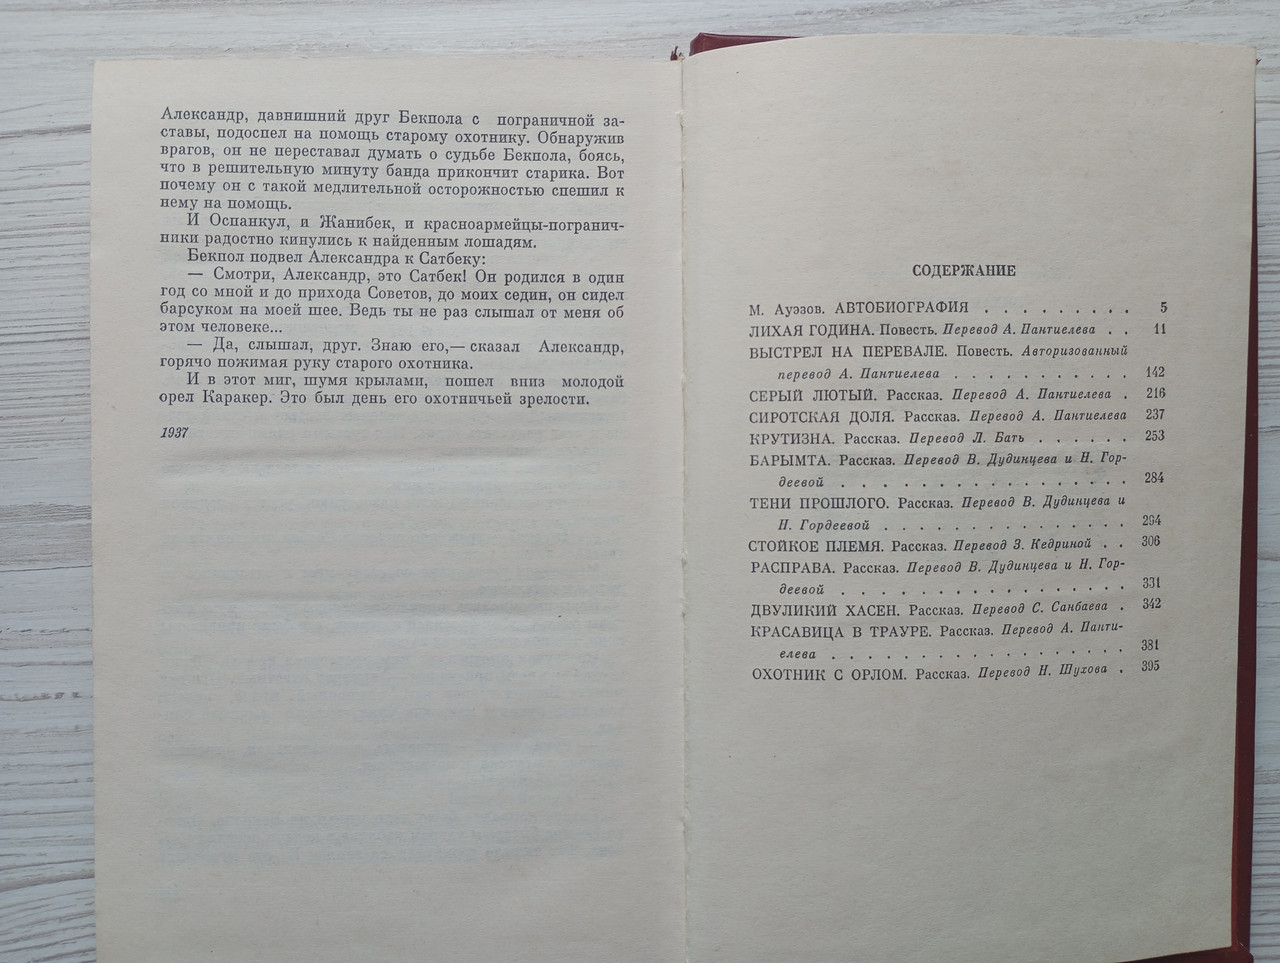 Александр, давнишний друг Бекпола с пограничной за-
ставы, подоспел на помощь старому охотнику. Обнаружив
врагов, он не переставал думать о судьбе Бекпола, боясь,
что в решительную минуту банда прикончит старика. Вот
почему он с такой медлительной осторожностью спешил к
нему на помощь.
И Оспанкул, и Жанибек, и красноармейцы-погранич-
ники радостно кинулись к найденным лошадям.
Бекпол подвел Александра к Сатбеку:
— Смотри, Александр, это Сатбек! Он родился в один
год со мной и до прихода Советов, до моих седин, он сидел
барсуком на моей шее. Ведь ты не раз слышал от меня об
этом человеке...
— Да, слышал, друг. Знаю его,— сказал Александр,
горячо пожимая руку старого охотника.
И в этот миг, шумя крыльями, пошел вниз молодой
орел Каракер. Это был день его охотничьей зрелости.
1937
СОДЕРЖАНИЕ
М. Ауэзов. АВТОБИОГРАФИЯ . . . . . . . . . 5
ЛИХАЯ ГОДИНА. Повесть. Перевод А. Пантиелева . . 11
ВЫСТРЕЛ НА ПЕРЕВАЛЕ. Повесть. Авторизованный
перевод А. Пантиелева . . . . . . . . . . . 142
СЕРЫЙ ЛЮТЫЙ. Рассказ. Перевод А. Пантиелева . 216
СИРОТСКАЯ ДОЛЯ. Рассказ. Перевод А. Пантиелева 237
КРУТИЗНА. Рассказ. Перевод Л. Бать . . . . . . 253
БАРЫМТА. Рассказ. Перевод В. Дудинцева и Н. Гор-
деевой . . . . . . . . . . . . . . . . 284
ТЕНИ ПРОШЛОГО. Рассказ. Перевод В. Дудинцева и
Н. Гордеевой . . . . . . . . . . . . . . 294
СТОЙКОЕ ПЛЕМЯ. Рассказ. Перевод З. Кедриной . . 306
РАСПРАВА. Рассказ. Перевод В. Дудинцева и Н. Гор-
деевой . . . . . . . . . . . . . . . . 331
ДВУЛИКИЙ ХАСЕН. Рассказ. Перевод С. Санбаева . 342
КРАСАВИЦА В ТРАУРЕ. Рассказ. Перевод А. Панти-
елева . . . . . . . . . . . . . . . . . 381
ОХОТНИК С ОРЛОМ. Рассказ. Перевод Н. Шухова . 395